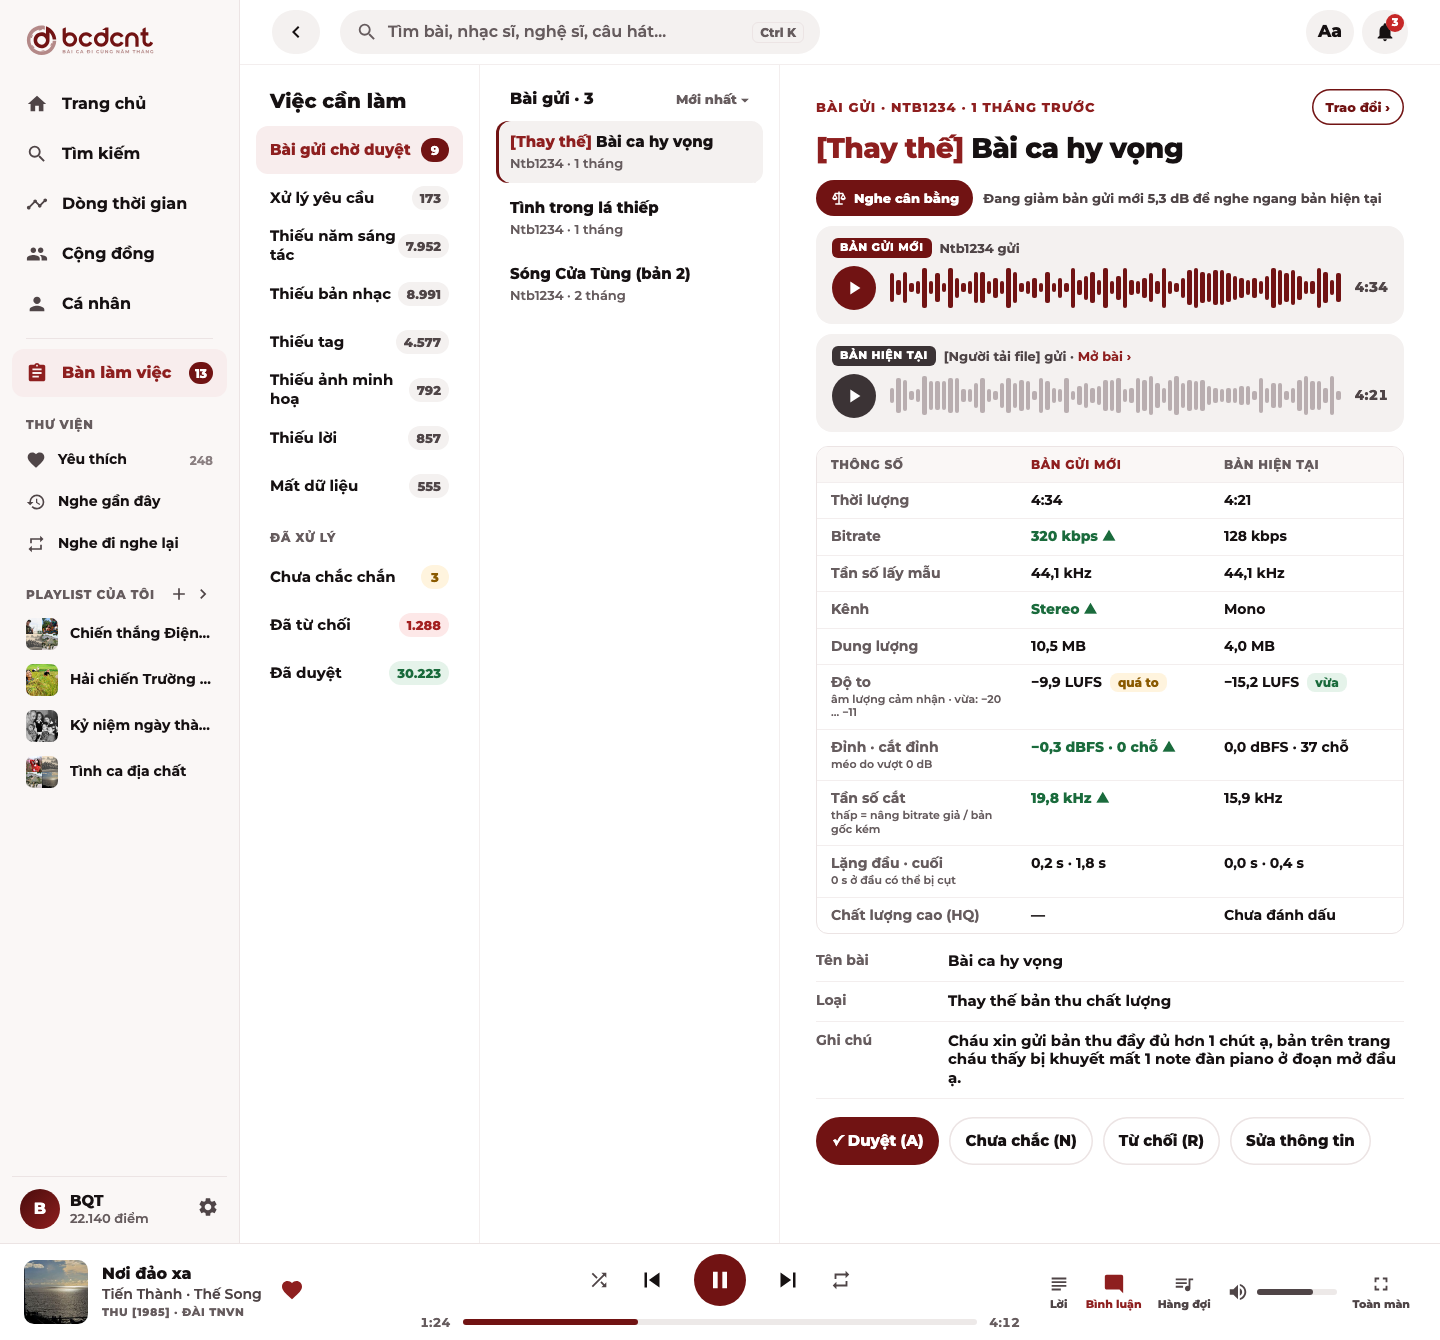 bcdcnt
BÀI CA ĐI CÙNG NĂM THÁNG
Trang chủ
Tìm kiếm
Dòng thời gian
Cộng đồng
Cá nhân
Bàn làm việc 13
THƯ VIỆN
Yêu thích 248
Nghe gần đây
Nghe đi nghe lại
PLAYLIST CỦA TÔI
Chiến thắng Điện...
Hải chiến Trường ...
Kỷ niệm ngày thà...
Tình ca địa chất
B
BQT
22.140 điểm
Tìm bài, nhạc sĩ, nghệ sĩ, câu hát... Ctrl K
Aa
3
Việc cần làm
Bài gửi chờ duyệt 9
Xử lý yêu cầu 173
Thiếu năm sáng
tác 7.952
Thiếu bản nhạc 8.991
Thiếu tag 4.577
Thiếu ảnh minh
hoạ 792
Thiếu lời 857
Mất dữ liệu 555
ĐÃ XỬ LÝ
Chưa chắc chắn 3
Đã từ chối 1.288
Đã duyệt 30.223
Bài gửi · 3 Mới nhất
[Thay thế] Bài ca hy vọng
Ntb1234 · 1 tháng
Tình trong lá thiếp
Ntb1234 · 1 tháng
Sóng Cửa Tùng (bản 2)
Ntb1234 · 2 tháng
BÀI GỬI · NTB1234 · 1 THÁNG TRƯỚC
Trao đổi ›
[Thay thế] Bài ca hy vọng
Nghe cân bằng Đang giảm bản gửi mới 5,3 dB để nghe ngang bản hiện tại
BẢN GỬI MỚI Ntb1234 gửi
4:34
BẢN HIỆN TẠI [Người tải file] gửi · Mở bài ›
4:21
THÔNG SỐ BẢN GỬI MỚI BẢN HIỆN TẠI
Thời lượng 4:34 4:21
Bitrate 320 kbps ▲ 128 kbps
Tần số lấy mẫu 44,1 kHz 44,1 kHz
Kênh Stereo ▲ Mono
Dung lượng 10,5 MB 4,0 MB
Độ to −9,9 LUFS quá to −15,2 LUFS vừa
âm lượng cảm nhận · vừa: −20
... −11
Đỉnh · cắt đỉnh −0,3 dBFS · 0 chỗ ▲ 0,0 dBFS · 37 chỗ
méo do vượt 0 dB
Tần số cắt 19,8 kHz ▲ 15,9 kHz
thấp = nâng bitrate giả / bản
gốc kém
Lặng đầu · cuối 0,2 s · 1,8 s 0,0 s · 0,4 s
0 s ở đầu có thể bị cụt
Chất lượng cao (HQ) — Chưa đánh dấu
Tên bài Bài ca hy vọng
Loại Thay thế bản thu chất lượng
Ghi chú Cháu xin gửi bản thu đầy đủ hơn 1 chút ạ, bản trên trang
cháu thấy bị khuyết mất 1 note đàn piano ở đoạn mở đầu
ạ.
✓ Duyệt (A) Chưa chắc (N) Từ chối (R) Sửa thông tin
Nơi đảo xa
Tiến Thành · Thế Song
THU [1985] · ĐÀI TNVN
1:24 4:12
Lời Bình luận Hàng đợi Toàn màn